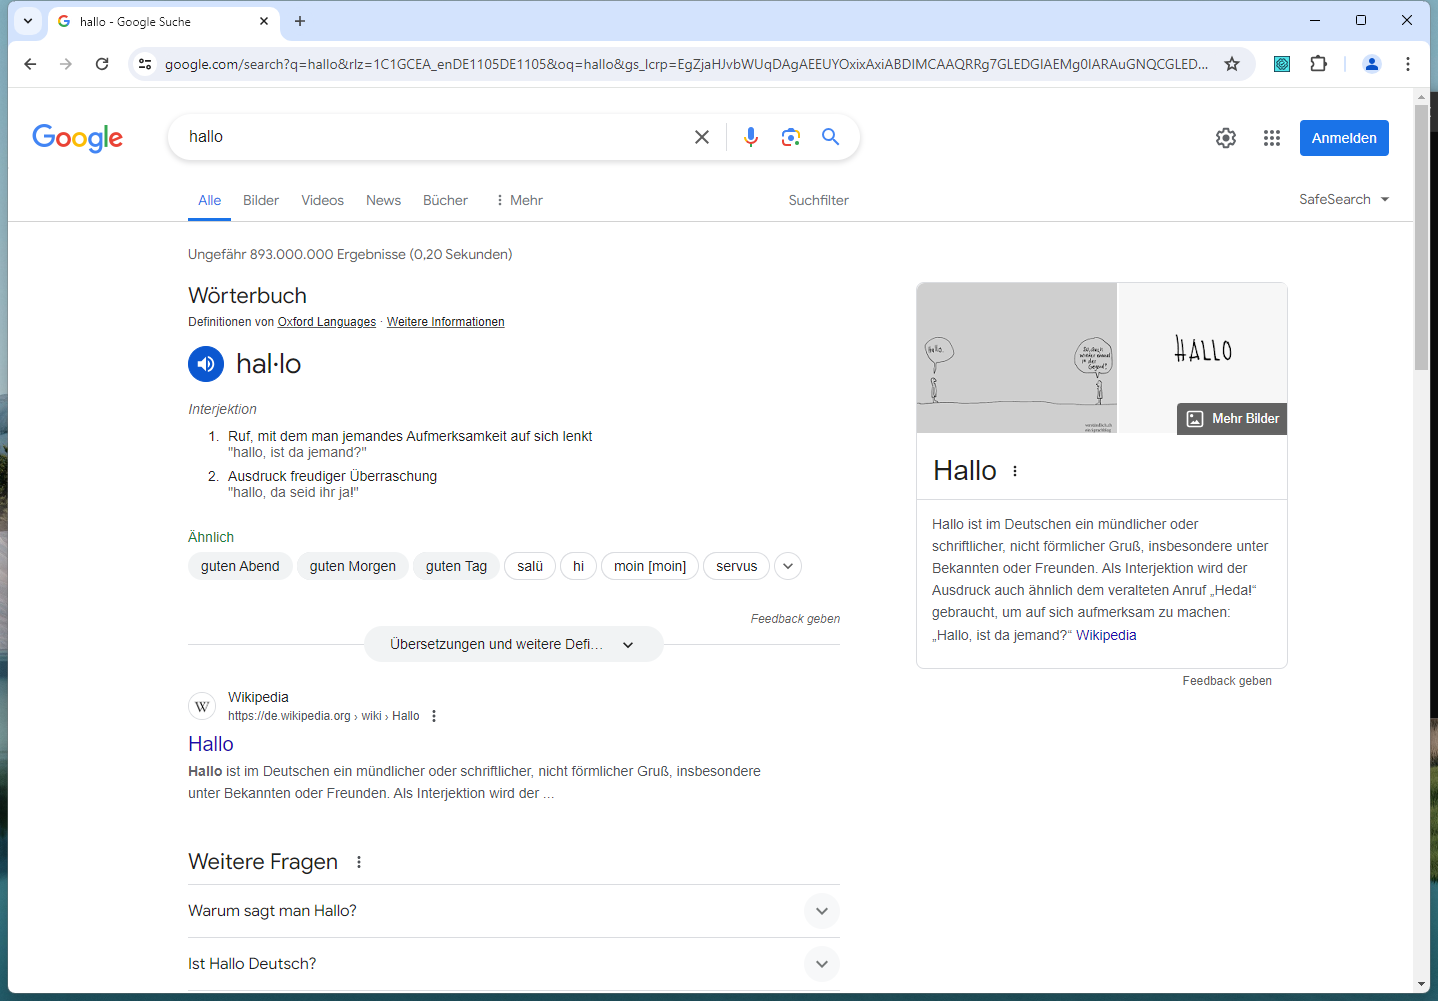 hallo - Google Suche
google.com/search?q=hallo&rlz=1C1GCEA_enDE1105DE1105&oq=hallo&gs_lcrp=EgZjaHJvbWUqDAgAEEUYOxixAxiABDIMCAAQRRg7GLEDGIAEMg0IARAuGNQCGLED...
Google
hallo
Anmelden
Alle Bilder Videos News Bücher Mehr Suchfilter SafeSearch
Ungefähr 893.000.000 Ergebnisse (0,20 Sekunden)
Wörterbuch
Definitionen von Oxford Languages · Weitere Informationen
hal·lo
Interjektion
1. Ruf, mit dem man jemandes Aufmerksamkeit auf sich lenkt
"hallo, ist da jemand?"
2. Ausdruck freudiger Überraschung
"hallo, da seid ihr ja!"
Ähnlich
guten Abend guten Morgen guten Tag salü hi moin [moin] servus
Feedback geben
Übersetzungen und weitere Defi...
Wikipedia
https://de.wikipedia.org › wiki › Hallo
Hallo
Hallo ist im Deutschen ein mündlicher oder schriftlicher, nicht förmlicher Gruß, insbesondere
unter Bekannten oder Freunden. Als Interjektion wird der ...
Weitere Fragen
Warum sagt man Hallo?
Ist Hallo Deutsch?
Hallo.
wieder einmal
in der
Gegend?
HALLO
Mehr Bilder
Hallo
Hallo ist im Deutschen ein mündlicher oder
schriftlicher, nicht förmlicher Gruß, insbesondere unter
Bekannten oder Freunden. Als Interjektion wird der
Ausdruck auch ähnlich dem veralteten Anruf „Heda!“
gebraucht, um auf sich aufmerksam zu machen:
„Hallo, ist da jemand?“ Wikipedia
Feedback geben